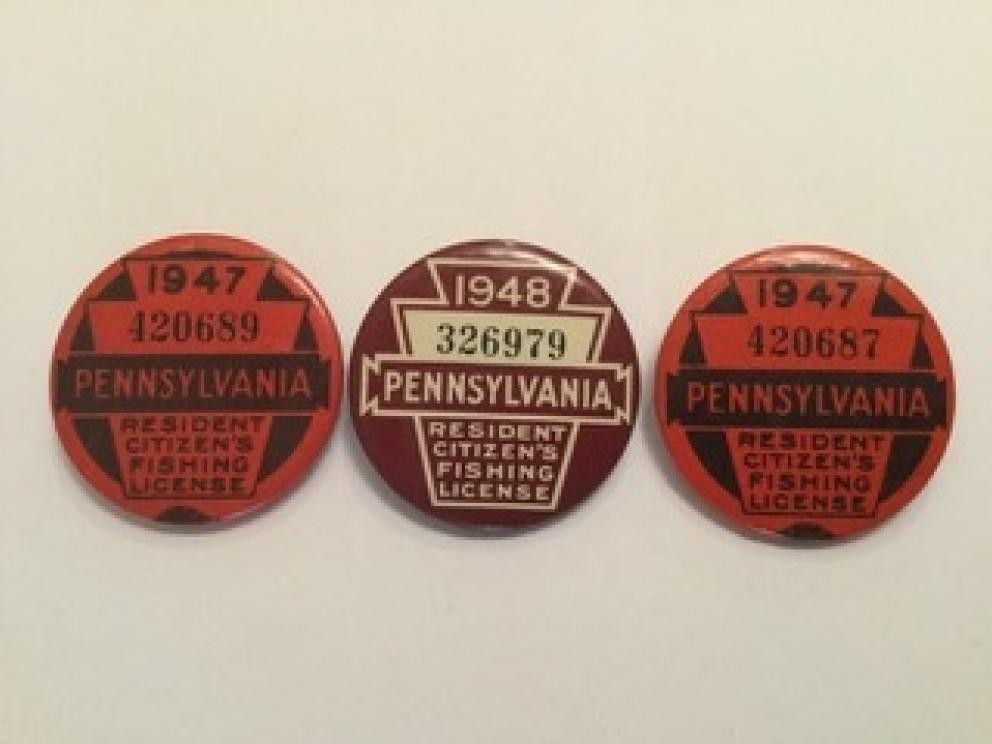 1947
420689
PENNSYLVANIA
RESIDENT
CITIZEN'S
FISHING
LICENSE
1948
326979
PENNSYLVANIA
RESIDENT
CITIZEN'S
FISHING
LICENSE
1947
420687
PENNSYLVANIA
RESIDENT
CITIZEN'S
FISHING
LICENSE